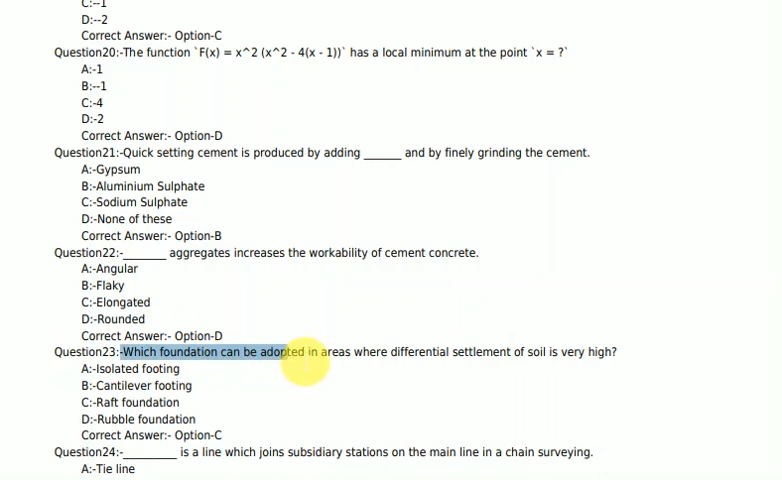 C:--1
D:--2
Correct Answer:- Option-C
Question20:-The function `F(x) = x^2 (x^2 - 4(x - 1))` has a local minimum at the point `x = ?`
A:-1
B:--1
C:-4
D:-2
Correct Answer:- Option-D
Question21:-Quick setting cement is produced by adding ______ and by finely grinding the cement.
A:-Gypsum
B:-Aluminium Sulphate
C:-Sodium Sulphate
D:-None of these
Correct Answer:- Option-B
Question22:-_______ aggregates increases the workability of cement concrete.
A:-Angular
B:-Flaky
C:-Elongated
D:-Rounded
Correct Answer:- Option-D
Question23:-Which foundation can be adopted in areas where differential settlement of soil is very high?
A:-Isolated footing
B:-Cantilever footing
C:-Raft foundation
D:-Rubble foundation
Correct Answer:- Option-C
Question24:-_________ is a line which joins subsidiary stations on the main line in a chain surveying.
A:-Tie line